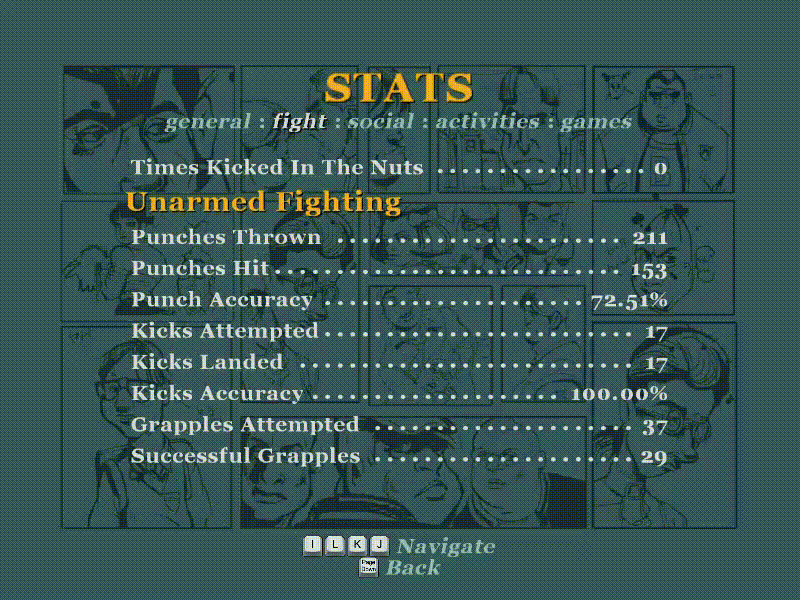 STATS
general : fight : social : activities : games
Times Kicked In The Nuts ................. 0
Unarmed Fighting
Punches Thrown ....................... 211
Punches Hit ............................ 153
Punch Accuracy ..................... 72.51%
Kicks Attempted ......................... 17
Kicks Landed ........................... 17
Kicks Accuracy .................... 100.00%
Grapples Attempted ..................... 37
Successful Grapples ..................... 29
I L K J Navigate
Page Down Back